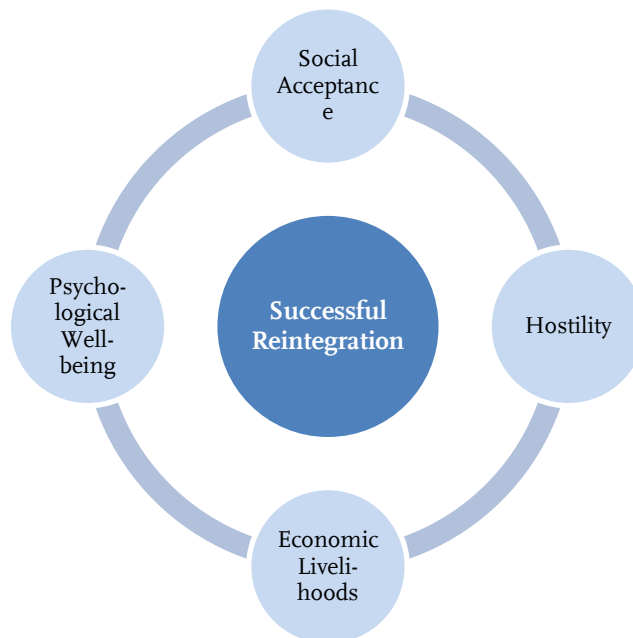 Social
Acceptanc
e
Psycho-
logical
Well-
being
Successful
Reintegration
Hostility
Economic
Liveli-
hoods